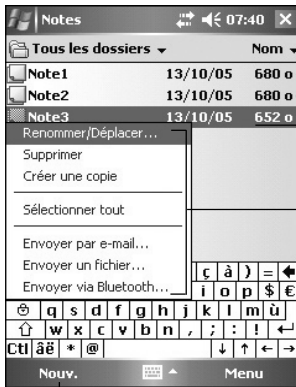 Notes 07:40
Tous les dossiers Nom
Note1 13/10/05 680 o
Note2 13/10/05 680 o
Note3 13/10/05 652 o
Renommer/Déplacer...
Supprimer
Créer une copie
Sélectionner tout
Envoyer par e-mail...
Envoyer un fichier...
Envoyer via Bluetooth...
ç à ) =
i o p $ €
q s d f g h j k l m ù
w x c v b n , ; : !
Ctl âë * @
Nouv. Menu